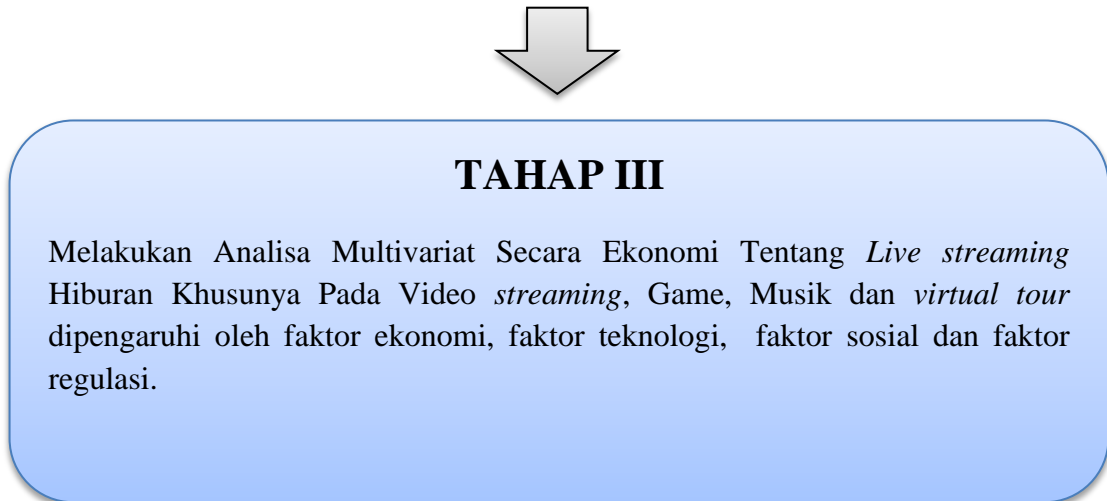 TAHAP III
Melakukan Analisa Multivariat Secara Ekonomi Tentang Live streaming
Hiburan Khusunya Pada Video streaming, Game, Musik dan virtual tour
dipengaruhi oleh faktor ekonomi, faktor teknologi, faktor sosial dan faktor
regulasi.